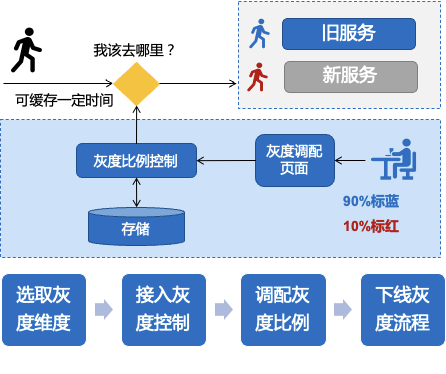 旧服务
我该去哪里？
新服务
可缓存一定时间
灰度比例控制
灰度调配
页面
90%标蓝
10%标红
存储
选取灰
度维度
接入灰
度控制
调配灰
度比例
下线灰
度流程